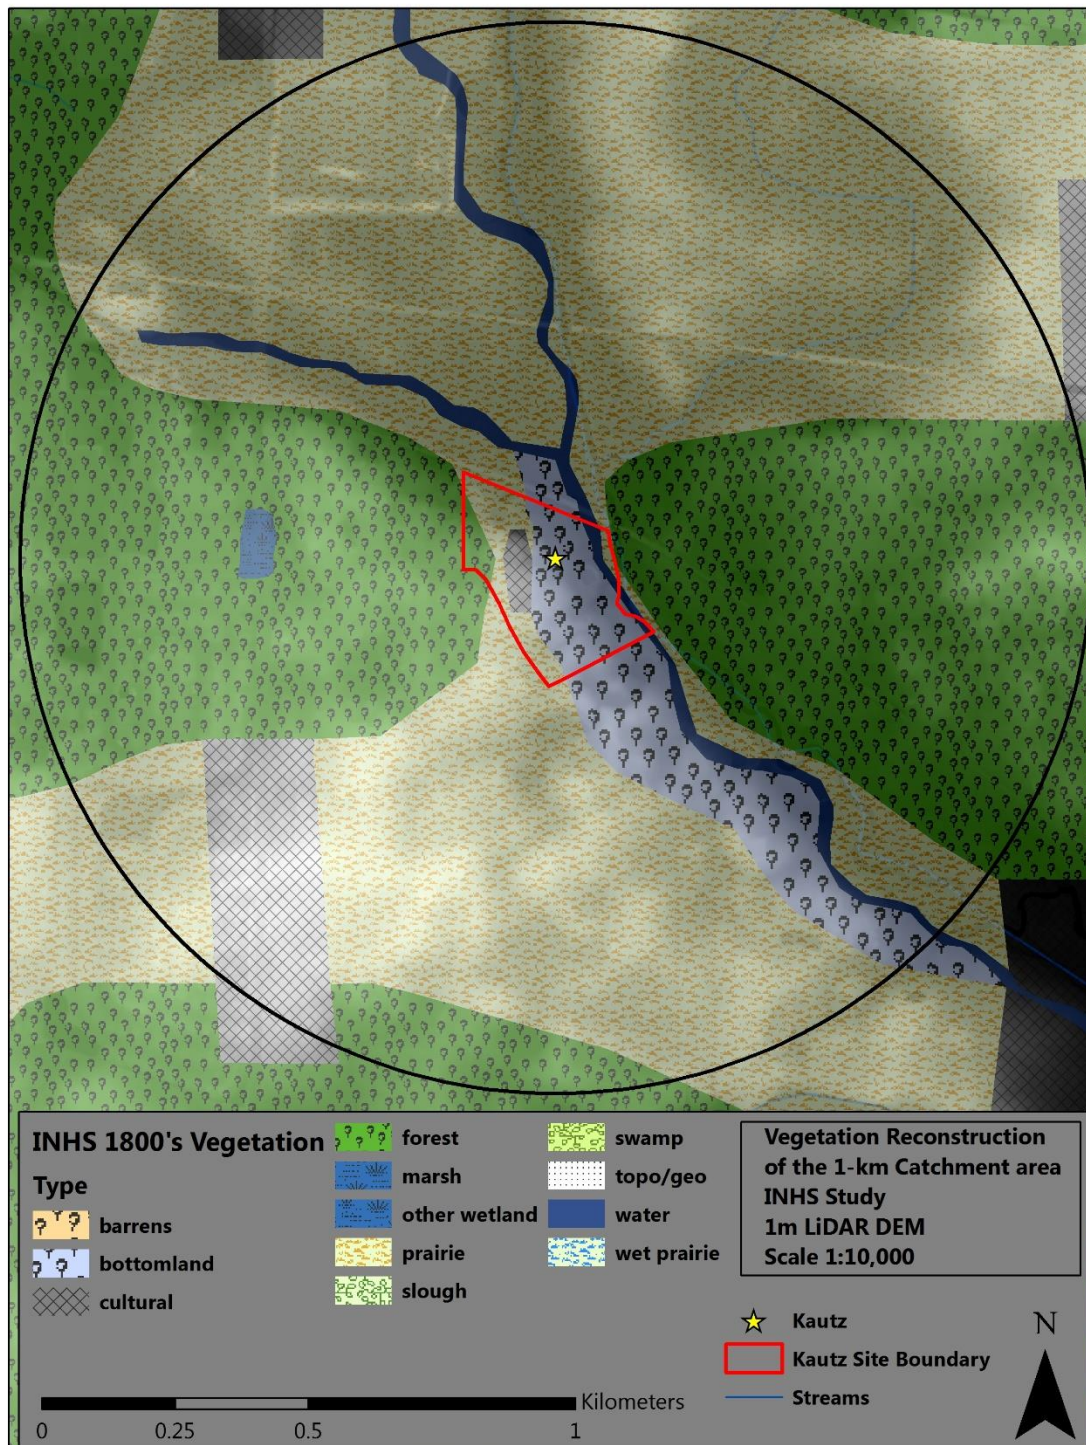 INHS 1800's Vegetation
Type
barrens
bottomland
cultural
forest
marsh
other wetland
prairie
slough
swamp
topo/geo
water
wet prairie
Vegetation Reconstruction
of the 1-km Catchment area
INHS Study
1m LiDAR DEM
Scale 1:10,000
Kautz
Kautz Site Boundary
Streams
N
Kilometers
0 0.25 0.5 1